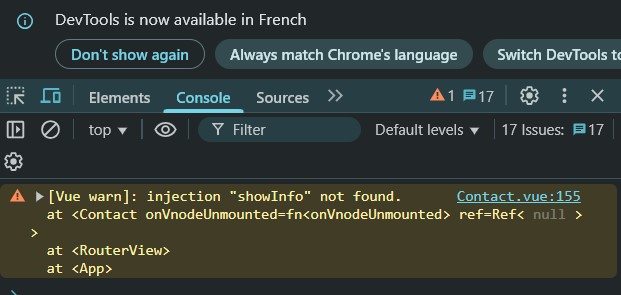 DevTools is now available in French
Don't show again Always match Chrome's language Switch DevTools to
Elements Console Sources 1 17
top Filter Default levels 17 Issues: 17
[Vue warn]: injection "showInfo" not found. Contact.vue:155
at <Contact onVnodeUnmounted=fn<onVnodeUnmounted> ref=Ref< null >
>
at <RouterView>
at <App>